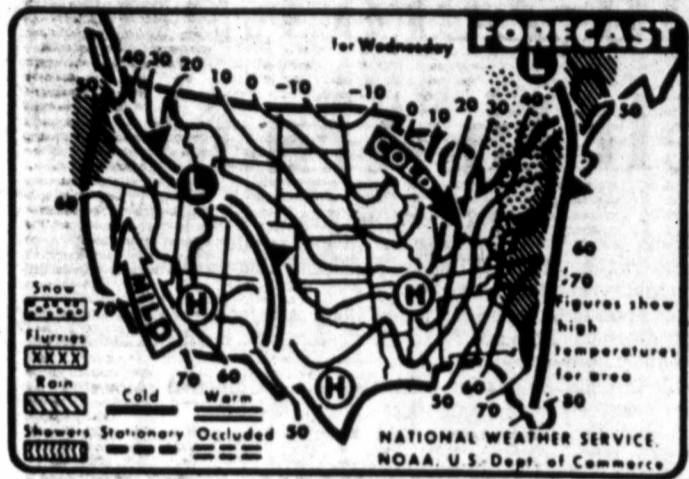 FORECAST
for Wednesday
L
50 40 30 20 10 0 -10 -10 0 10 20 30 40 50
COLD
L
60
MILD
H
H
H
60
70
Figures show
high
temperatures
for area
70
70 60 50
50 60 70 80
Snow
Flurries
Rain
Showers
Cold Warm
Stationary Occluded
NATIONAL WEATHER SERVICE,
NOAA, U.S. Dept. of Commerce